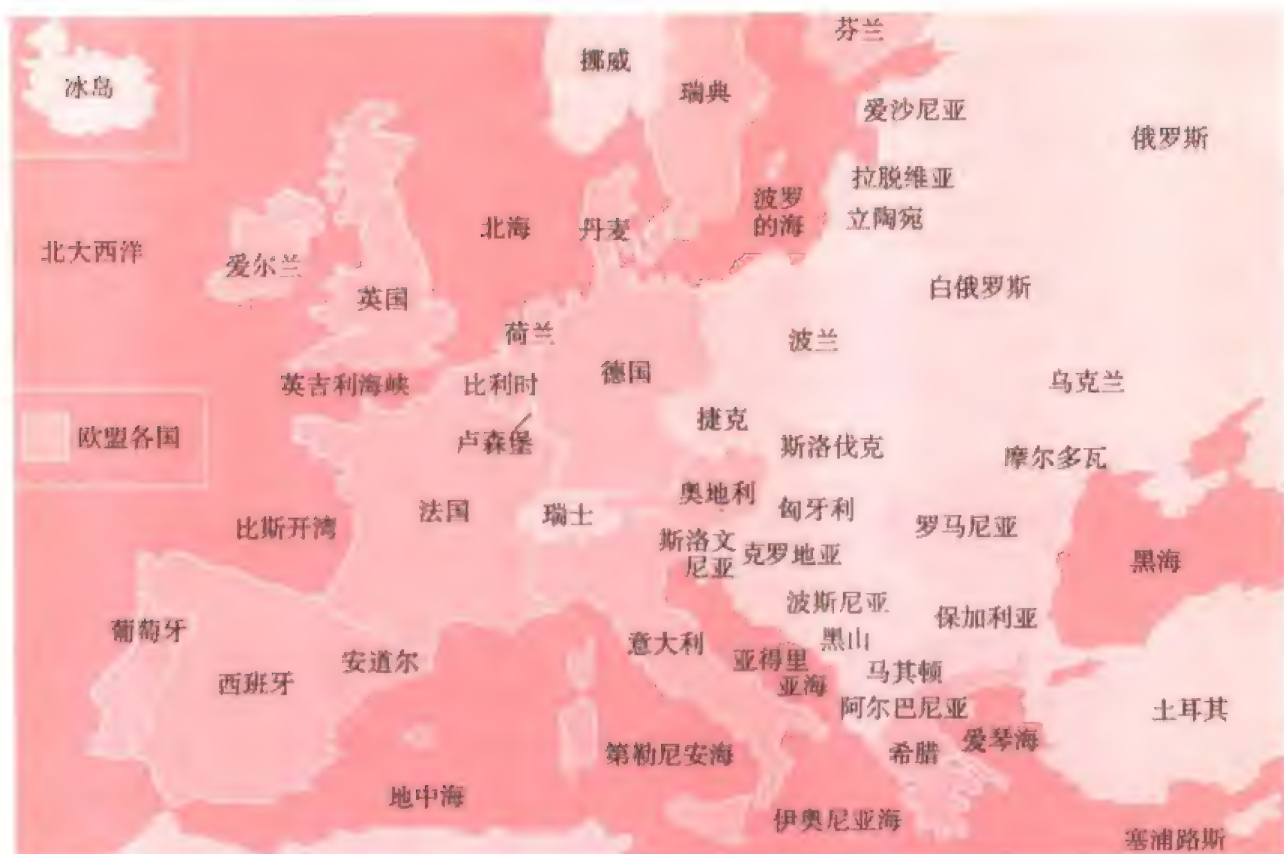 芬兰
挪威
冰岛
瑞典
爱沙尼亚
俄罗斯
拉脱维亚
波罗
的海
立陶宛
北海
丹麦
北大西洋
爱尔兰
英国
白俄罗斯
荷兰
波兰
德国
英吉利海峡
比利时
乌克兰
捷克
欧盟各国
卢森堡
斯洛伐克
摩尔多瓦
奥地利
法国
瑞士
匈牙利
罗马尼亚
比斯开湾
斯洛文
尼亚
克罗地亚
黑海
波斯尼亚
保加利亚
葡萄牙
意大利
黑山
安道尔
亚得里
亚海
西班牙
马其顿
阿尔巴尼亚
土耳其
第勒尼安海
希腊
爱琴海
地中海
伊奥尼亚海
塞浦路斯